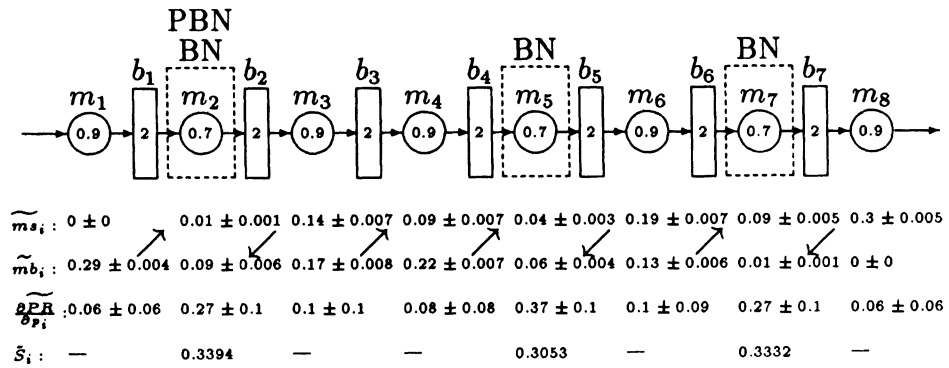 PBN
BN BN BN
b₁ b₂ b₃ b₄ b₅ b₆ b₇
m₁ m₂ m₃ m₄ m₅ m₆ m₇ m₈
0.9 2 0.7 2 0.9 2 0.9 2 0.7 2 0.9 2 0.7 2 0.9
m̃sᵢ: 0 ± 0 0.01 ± 0.001 0.14 ± 0.007 0.09 ± 0.007 0.04 ± 0.003 0.19 ± 0.007 0.09 ± 0.005 0.3 ± 0.005
m̃bᵢ: 0.29 ± 0.004 0.09 ± 0.006 0.17 ± 0.008 0.22 ± 0.007 0.06 ± 0.004 0.13 ± 0.006 0.01 ± 0.001 0 ± 0
∂P̃R/∂pᵢ: 0.06 ± 0.06 0.27 ± 0.1 0.1 ± 0.1 0.08 ± 0.08 0.37 ± 0.1 0.1 ± 0.09 0.27 ± 0.1 0.06 ± 0.06
S̃ᵢ: — 0.3394 — — 0.3053 — 0.3332 —